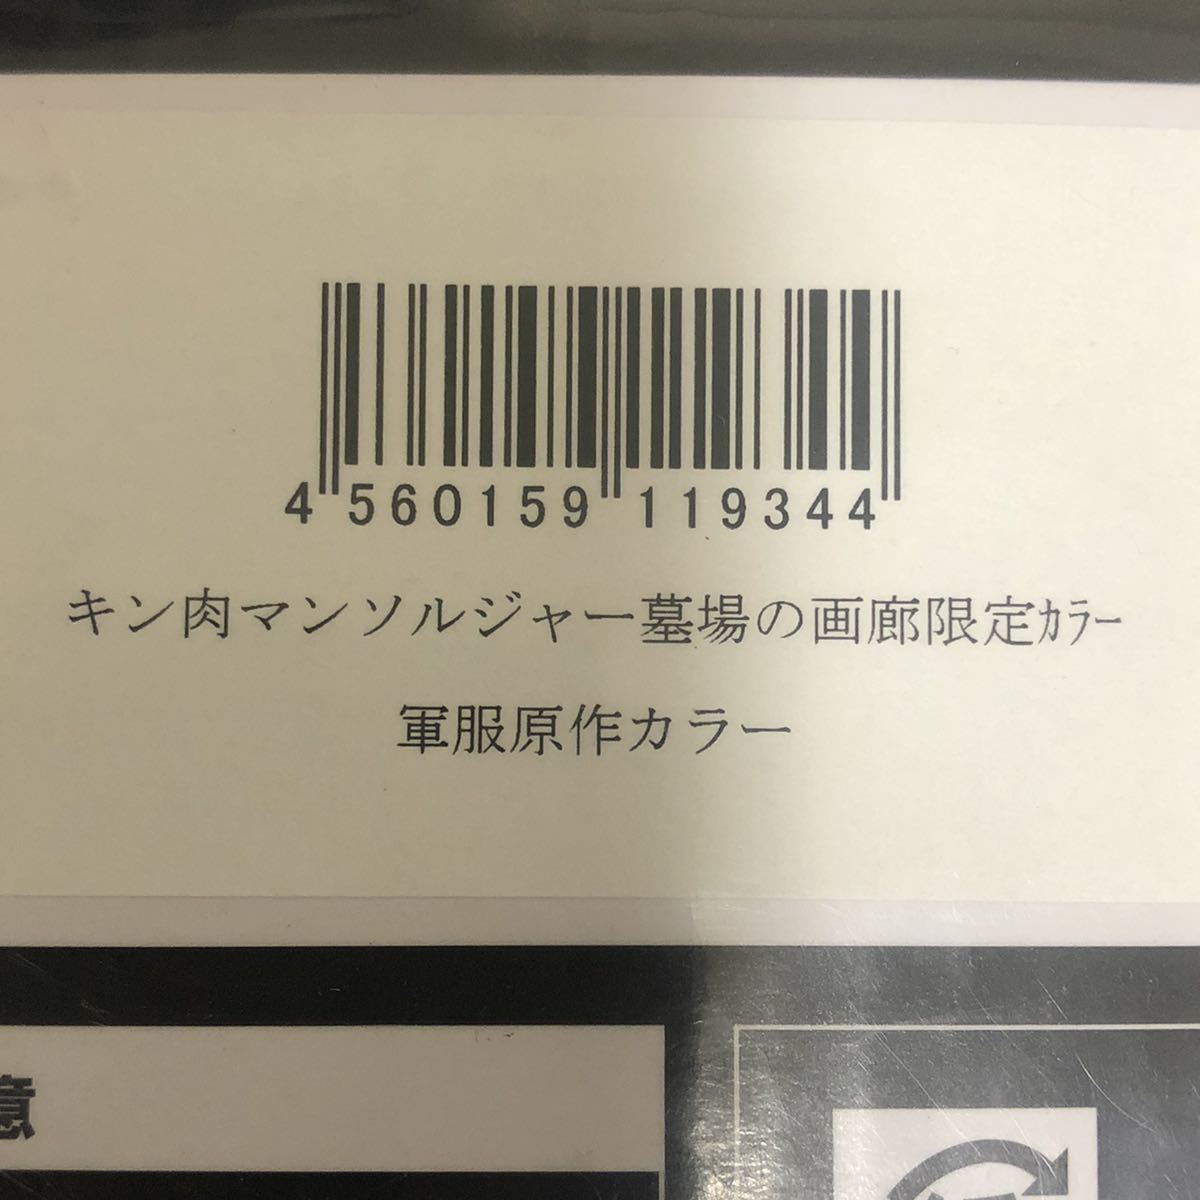 4 560159 119344
キン肉マンソルジャー墓場の画廊限定ｶﾗｰ
軍服原作カラー
意